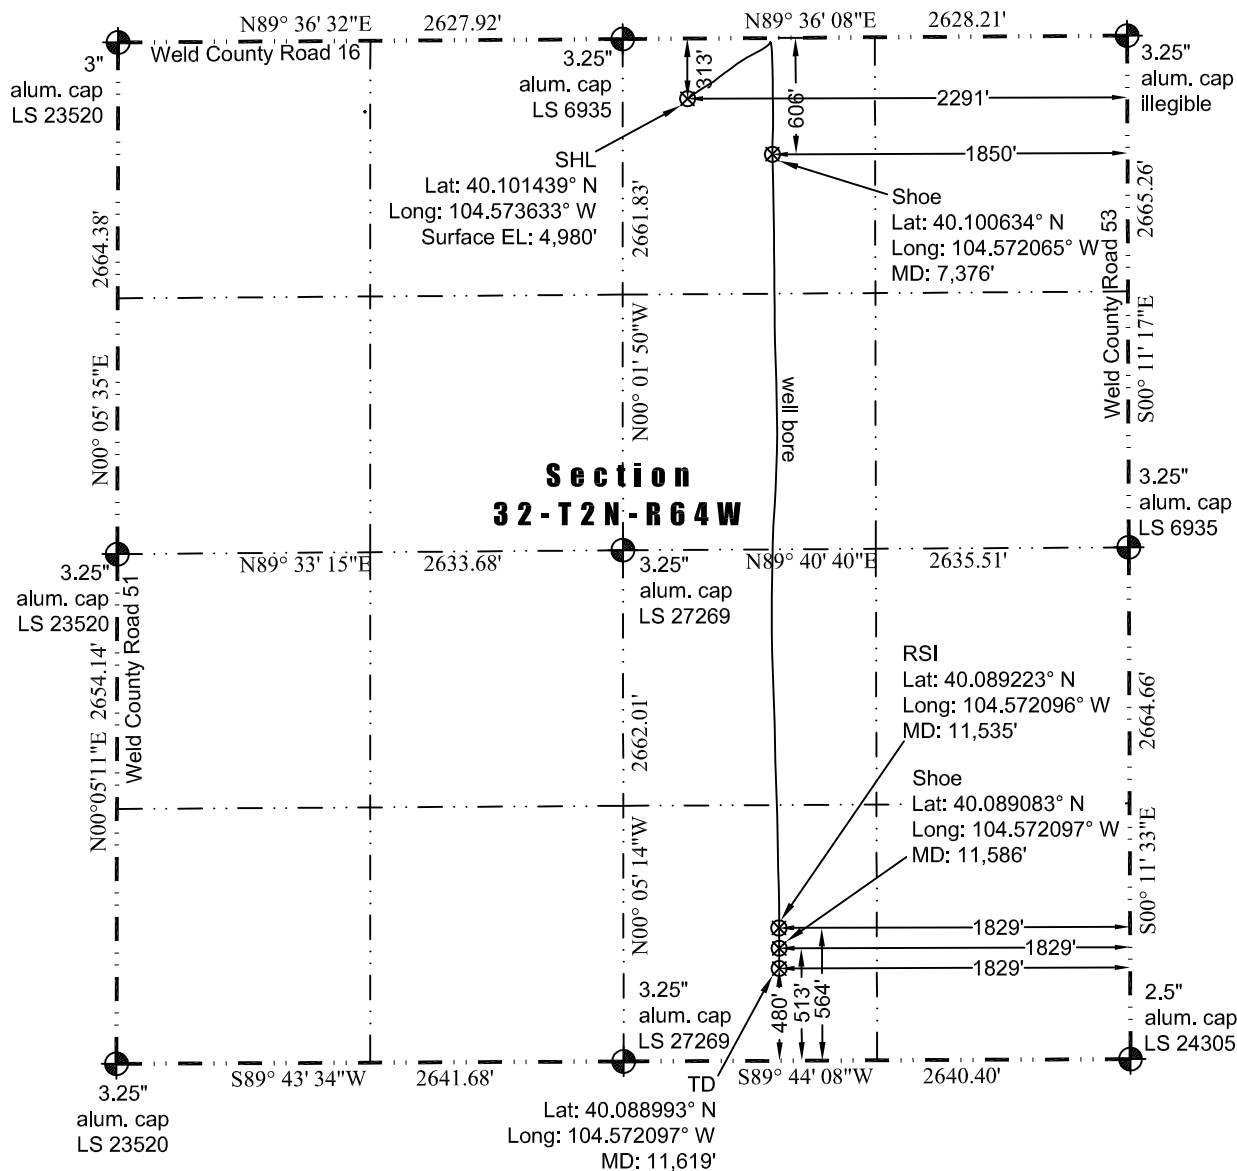 N89° 36' 32"E 2627.92' N89° 36' 08"E 2628.21'
Weld County Road 16
3"
alum. cap
LS 23520
3.25"
alum. cap
LS 6935
313'
606'
2291'
1850'
3.25"
alum. cap
illegible
SHL
Lat: 40.101439° N
Long: 104.573633° W
Surface EL: 4,980'
Shoe
Lat: 40.100634° N
Long: 104.572065° W
MD: 7,376'
2664.38'
2661.83'
2665.26'
Weld County Road 53
N00° 05' 35"E
N00° 01' 50"W
S00° 11' 17"E
well bore
Section
32-T2N-R64W
3.25"
alum. cap
LS 6935
N89° 33' 15"E 2633.68' N89° 40' 40"E 2635.51'
3.25"
alum. cap
LS 23520
3.25"
alum. cap
LS 27269
Weld County Road 51
N00°05'11"E 2654.14'
2662.01'
N00° 05' 14"W
2664.66'
S00° 11' 33"E
RSI
Lat: 40.089223° N
Long: 104.572096° W
MD: 11,535'
Shoe
Lat: 40.089083° N
Long: 104.572097° W
MD: 11,586'
1829'
1829'
1829'
480'
513'
564'
3.25"
alum. cap
LS 27269
2.5"
alum. cap
LS 24305
S89° 43' 34"W 2641.68' S89° 44' 08"W 2640.40'
3.25"
alum. cap
LS 23520
TD
Lat: 40.088993° N
Long: 104.572097° W
MD: 11,619'